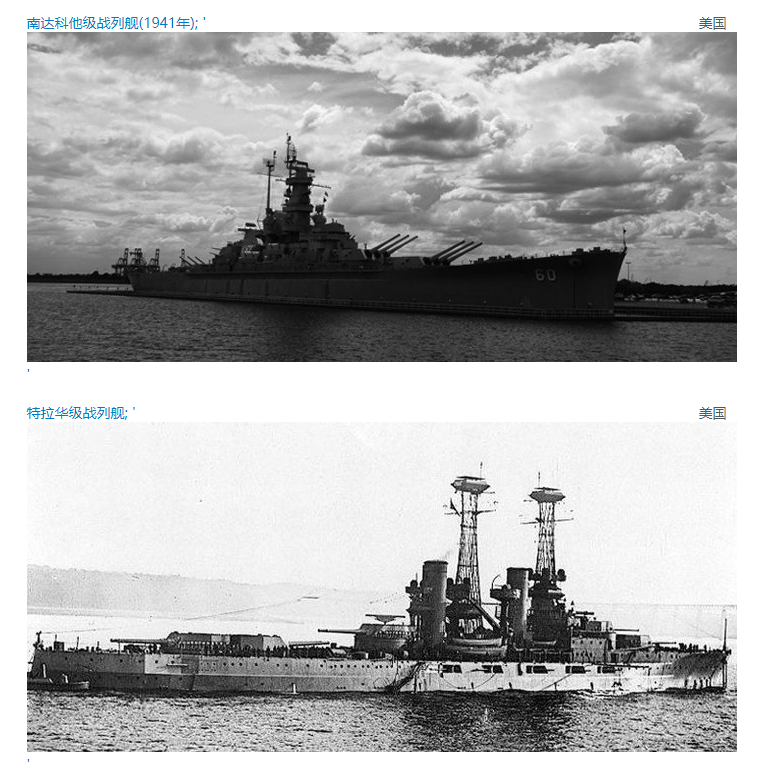 南达科他级战列舰(1941年); ' 美国
60
'
特拉华级战列舰; ' 美国
'